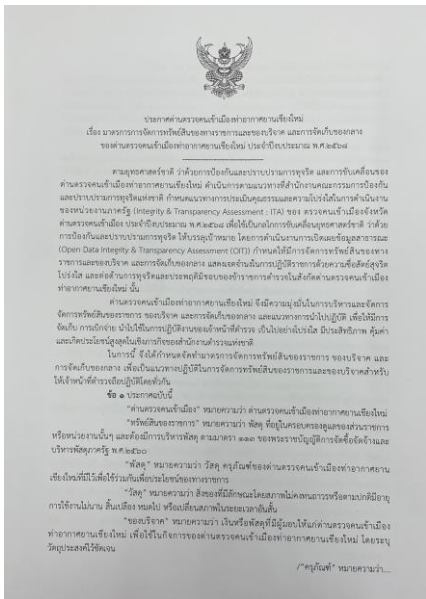 ประกาศด่านตรวจคนเข้าเมืองท่าอากาศยานเชียงใหม่
เรื่อง มาตรการการจัดการทรัพย์สินของทางราชการและของบริจาค และการจัดเก็บของกลาง
ของด่านตรวจคนเข้าเมืองท่าอากาศยานเชียงใหม่ ประจำปีงบประมาณ พ.ศ.๒๕๖๘
ตามยุทธศาสตร์ชาติ ว่าด้วยการป้องกันและปราบปรามการทุจริต และการขับเคลื่อนของ
ด่านตรวจคนเข้าเมืองท่าอากาศยานเชียงใหม่ ดำเนินการตามแนวทางที่สำนักงานคณะกรรมการป้องกัน
และปราบปรามการทุจริตแห่งชาติ กำหนดแนวทางการประเมินคุณธรรมและความโปร่งใสในการดำเนินงาน
ของหน่วยงานภาครัฐ (Integrity & Transparency Assessment : ITA) ของ ตรวจคนเข้าเมืองจังหวัด
ด่านตรวจคนเข้าเมือง ประจำปีงบประมาณ พ.ศ.๒๕๖๘ เพื่อใช้เป็นกลไกการขับเคลื่อนยุทธศาสตร์ชาติ ว่าด้วย
การป้องกันและปราบปรามการทุจริต ให้บรรลุเป้าหมาย โดยการดำเนินงานการเปิดเผยข้อมูลสาธารณะ
(Open Data Integrity & Transparency Assessment (OIT)) กำหนดให้มีการจัดการทรัพย์สินของทาง
ราชการและของบริจาค และการจัดเก็บของกลาง แสดงเจตจำนงในการปฏิบัติราชการด้วยความซื่อสัตย์สุจริต
โปร่งใส และต่อต้านการทุจริตและประพฤติมิชอบของข้าราชการตำรวจในสังกัดด่านตรวจคนเข้าเมือง
ท่าอากาศยานเชียงใหม่ นั้น
ด่านตรวจคนเข้าเมืองท่าอากาศยานเชียงใหม่ จึงมีความมุ่งมั่นในการบริหารและจัดการ
จัดการทรัพย์สินของราชการ ของบริจาค และการจัดเก็บของกลาง และแนวทางการนำไปปฏิบัติ เพื่อให้มีการ
จัดเก็บ การเบิกจ่าย นำไปใช้ในการปฏิบัติงานของเจ้าหน้าที่ตำรวจ เป็นไปอย่างโปร่งใส มีประสิทธิภาพ คุ้มค่า
และเกิดประโยชน์สูงสุดในเชิงภารกิจของสำนักงานตำรวจแห่งชาติ
ในการนี้ จึงได้กำหนดจัดทำมาตรการจัดการทรัพย์สินของราชการ ของบริจาค และ
การจัดเก็บของกลาง เพื่อเป็นแนวทางปฏิบัติในการจัดการทรัพย์สินของราชการและของบริจาคสำหรับ
ให้เจ้าหน้าที่ตำรวจถือปฏิบัติโดยทั่วกัน
ข้อ ๑ ประกาศฉบับนี้
"ด่านตรวจคนเข้าเมือง" หมายความว่า ด่านตรวจคนเข้าเมืองท่าอากาศยานเชียงใหม่
"ทรัพย์สินของราชการ" หมายความว่า พัสดุ ที่อยู่ในครอบครองดูแลของส่วนราชการ
หรือหน่วยงานนั้นๆ และต้องมีการบริหารพัสดุ ตามมาตรา ๑๑๓ ของพระราชบัญญัติการจัดซื้อจัดจ้างและ
บริหารพัสดุภาครัฐ พ.ศ.๒๕๖๐
"พัสดุ" หมายความว่า วัสดุ ครุภัณฑ์ของด่านตรวจคนเข้าเมืองท่าอากาศยาน
เชียงใหม่ที่มีไว้เพื่อใช้ร่วมกันเพื่อประโยชน์ของทางราชการ
"วัสดุ" หมายความว่า สิ่งของที่มีลักษณะโดยสภาพไม่คงทนถาวรหรือตามปกติมีอายุ
การใช้งานไม่นาน สิ้นเปลือง หมดไป หรือเปลี่ยนสภาพในระยะเวลาอันสั้น
"ของบริจาค" หมายความว่า เงินหรือพัสดุที่มีผู้มอบให้แก่ด่านตรวจคนเข้าเมือง
ท่าอากาศยานเชียงใหม่ เพื่อใช้ในกิจการของด่านตรวจคนเข้าเมืองท่าอากาศยานเชียงใหม่ โดยระบุ
วัตถุประสงค์ไว้ชัดเจน
/"ครุภัณฑ์" หมายความว่า....